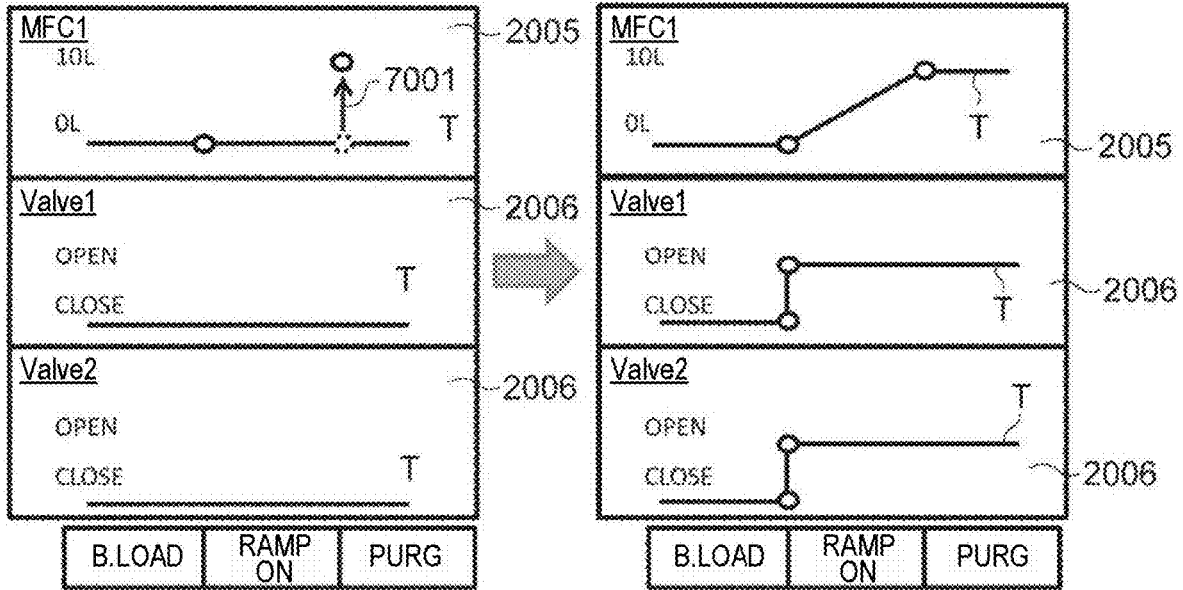 MFC1
10L
2005
7001
0L
T
Valve1
2006
OPEN
T
CLOSE
Valve2
2006
OPEN
T
CLOSE
B.LOAD
RAMP
ON
PURG
MFC1
10L
0L
T
2005
Valve1
OPEN
CLOSE
T
2006
Valve2
T
OPEN
CLOSE
2006
B.LOAD
RAMP
ON
PURG